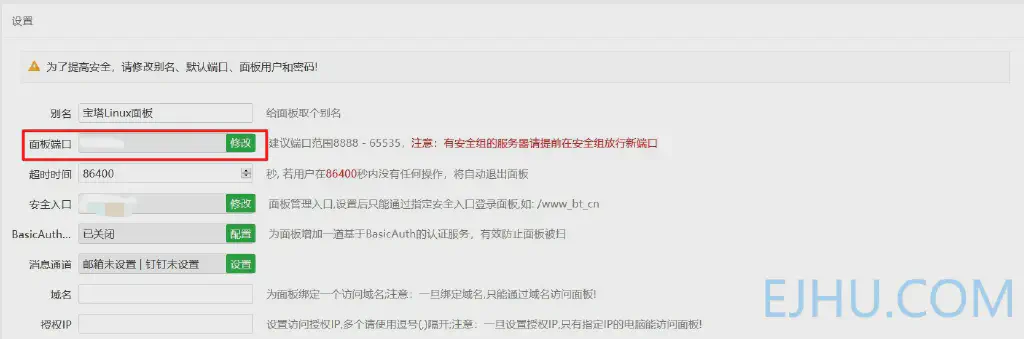 设置
为了提高安全，请修改别名、默认端口、面板用户和密码!
别名 宝塔Linux面板 给面板取个别名
面板端口 修改 建议端口范围8888 - 65535，注意：有安全组的服务器请提前在安全组放行新端口
超时时间 86400 秒, 若用户在86400秒内没有任何操作，将自动退出面板
安全入口 修改 面板管理入口,设置后只能通过指定安全入口登录面板,如: /www_bt_cn
BasicAuth... 已关闭 配置 为面板增加一道基于BasicAuth的认证服务，有效防止面板被扫
消息通道 邮箱未设置 | 钉钉未设置 设置
域名 为面板绑定一个访问域名;注意：一旦绑定域名,只能通过域名访问面板!
授权IP 设置访问授权IP,多个请使用逗号(,)隔开;注意：一旦设置授权IP,只有指定IP的电脑能访问面板!
EJHU.COM